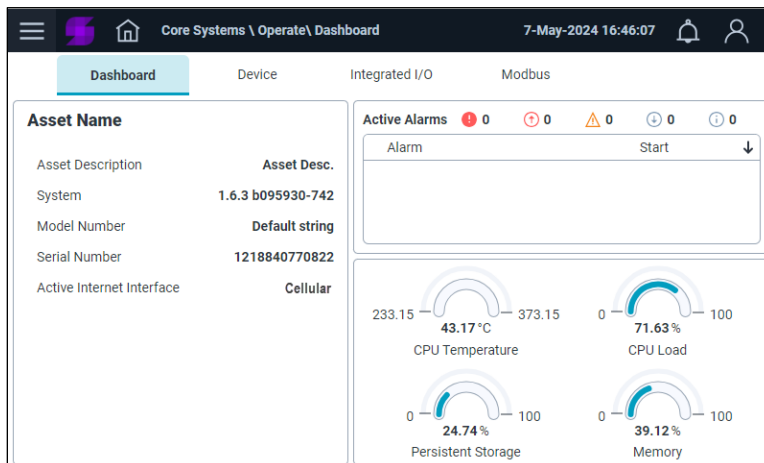 Core Systems \ Operate\ Dashboard 7-May-2024 16:46:07
Dashboard Device Integrated I/O Modbus
Asset Name
Asset Description Asset Desc.
System 1.6.3 b095930-742
Model Number Default string
Serial Number 1218840770822
Active Internet Interface Cellular
Active Alarms 0 0 0 0 0
Alarm Start
233.15 373.15
43.17 °C
CPU Temperature
0 100
71.63 %
CPU Load
0 100
24.74 %
Persistent Storage
0 100
39.12 %
Memory